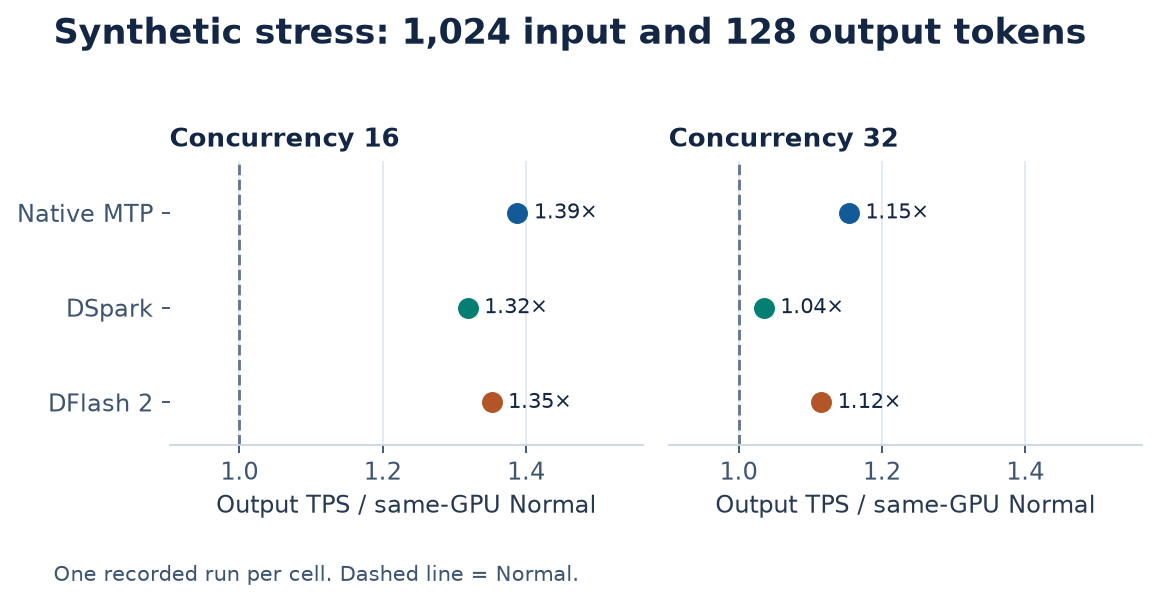 Synthetic stress: 1,024 input and 128 output tokens
Concurrency 16
Concurrency 32
Native MTP
1.39×
1.15×
DSpark
1.32×
1.04×
DFlash 2
1.35×
1.12×
1.0 1.2 1.4
1.0 1.2 1.4
Output TPS / same-GPU Normal
Output TPS / same-GPU Normal
One recorded run per cell. Dashed line = Normal.